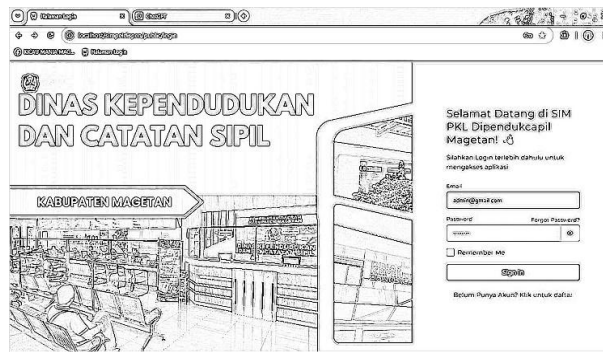 Halaman Login
ChatGPT
Halaman Login
DINAS KEPENDUDUKAN
DAN CATATAN SIPIL
KABUPATEN MAGETAN
Selamat Datang di SIM
PKL Dipendukcapil
Magetan!
Silahkan Login terlebih dahulu untuk
mengakses aplikasi
Email
admin@gmail.com
Password Forgot Password?
Remember Me
Sign in
Belum Punya Akun? Klik untuk daftar